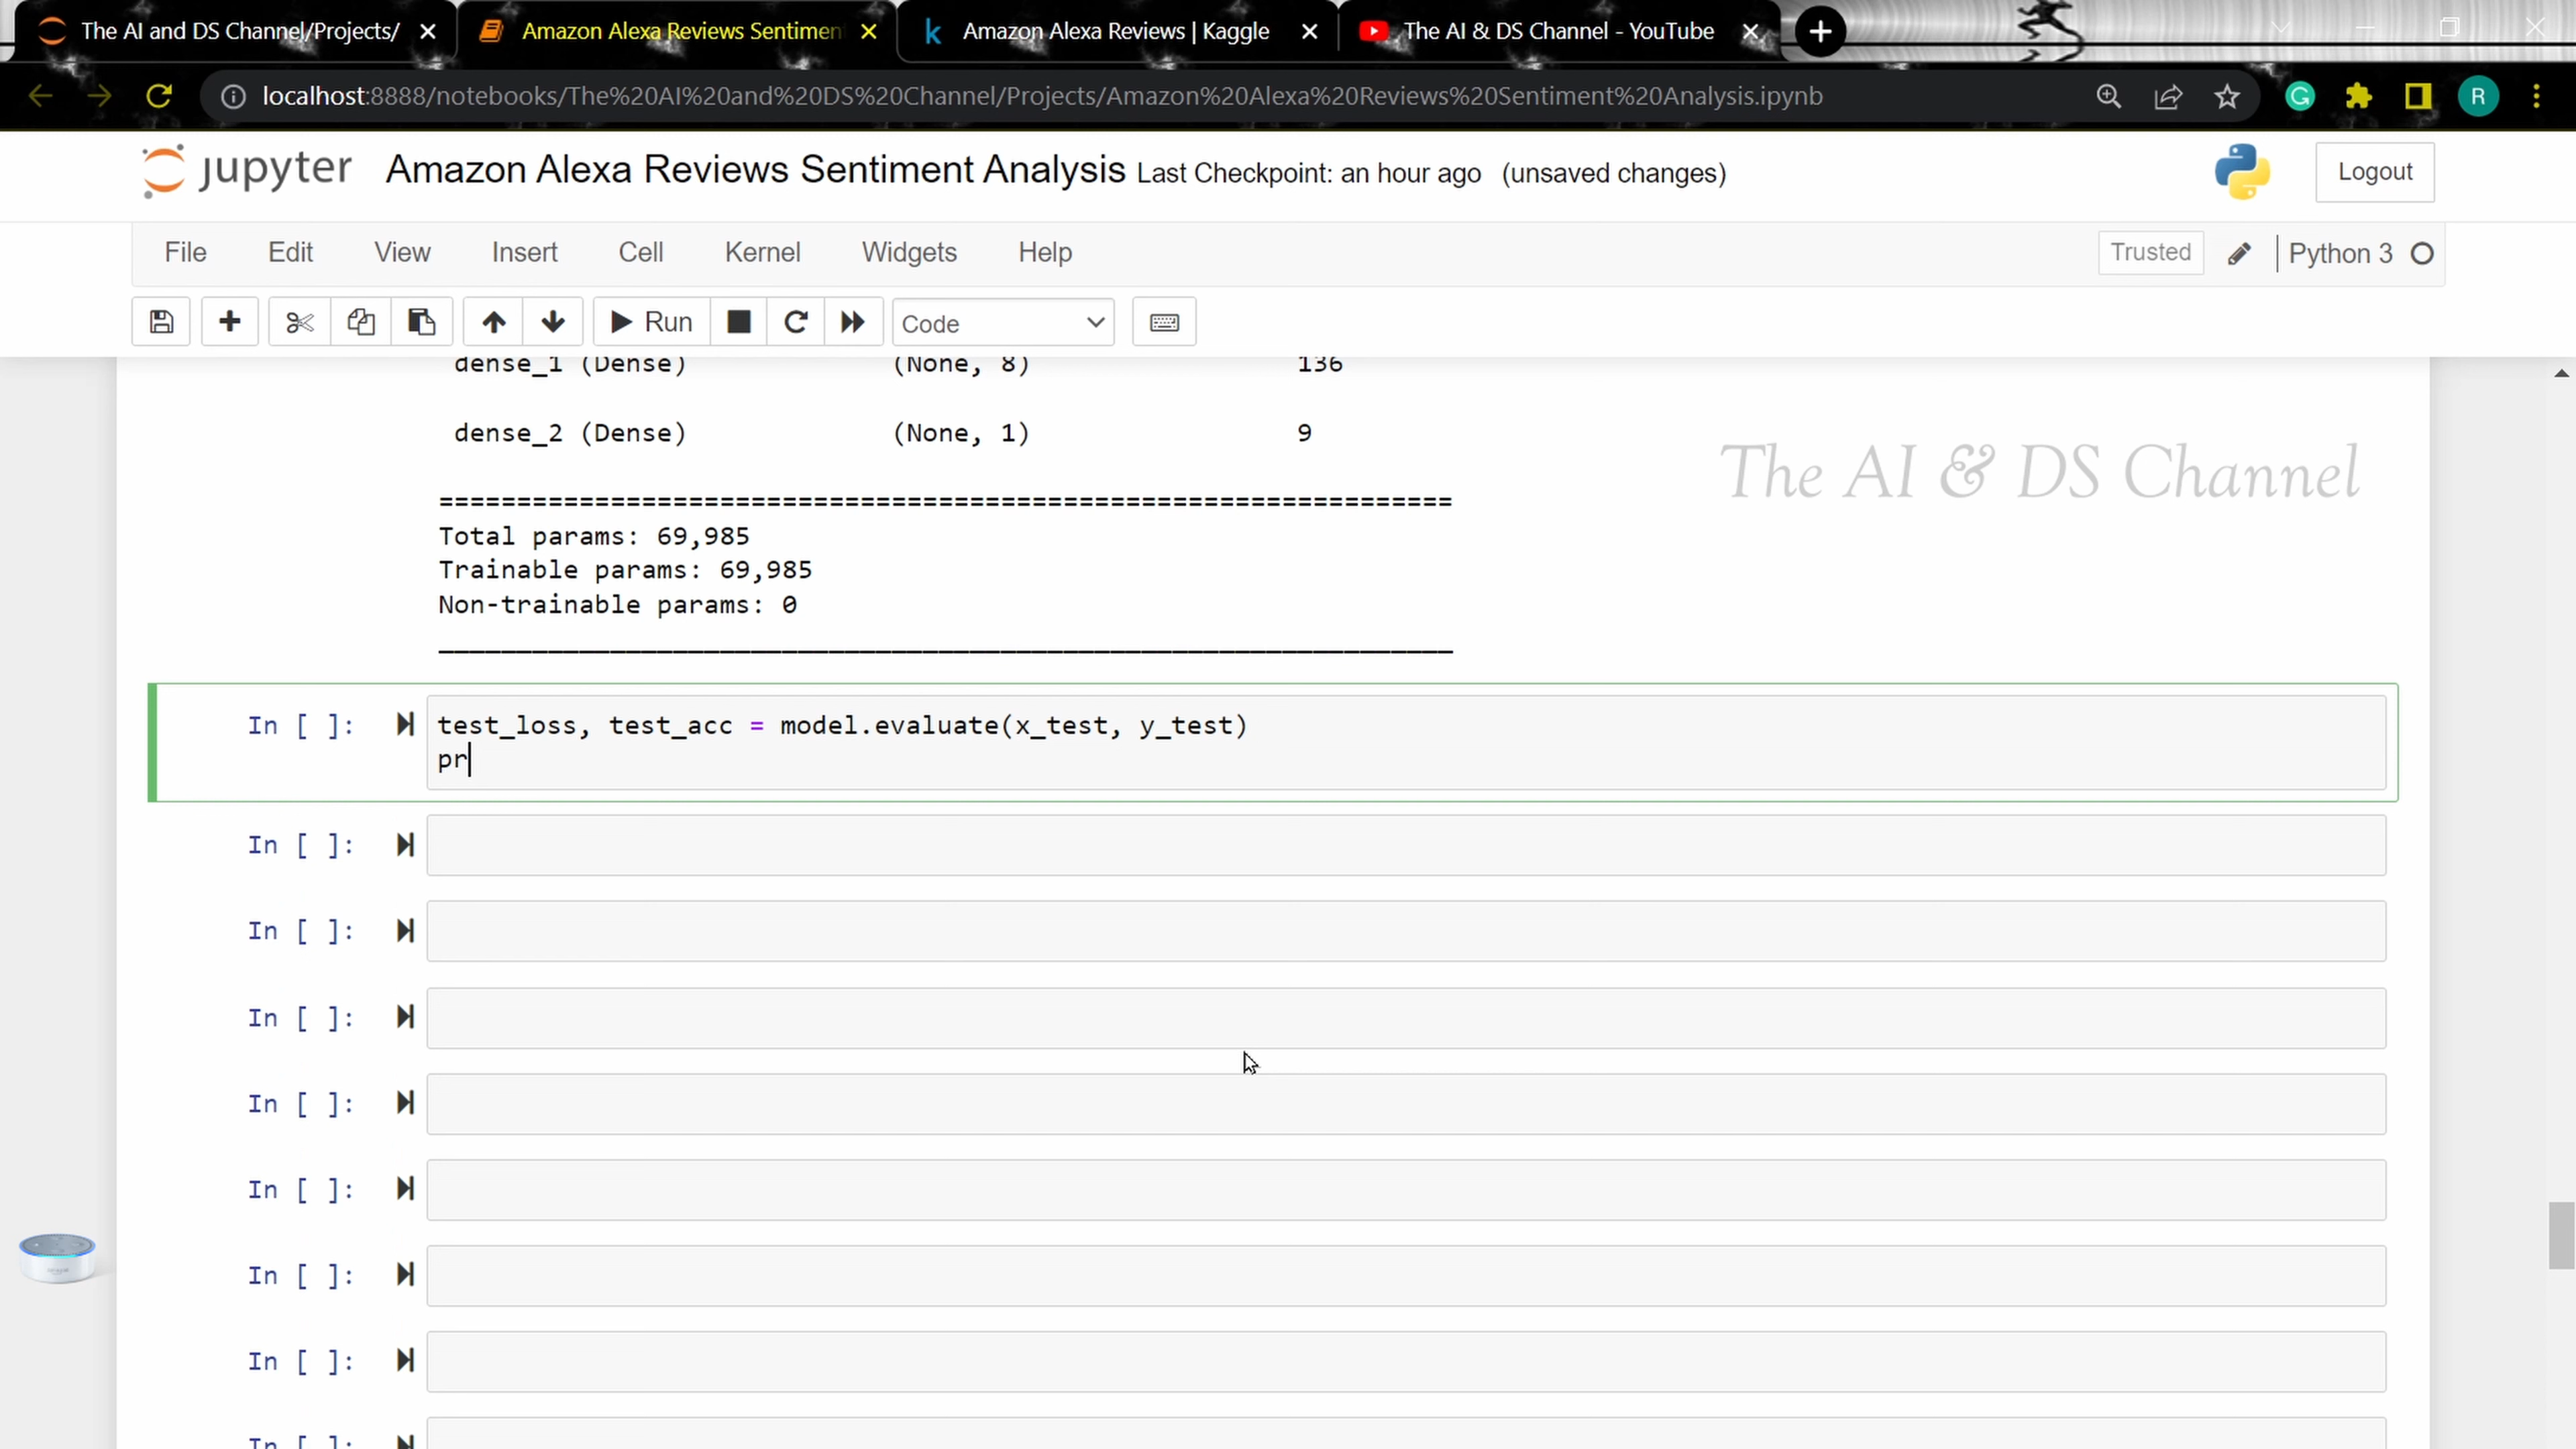 The AI and DS Channel/Projects/
Amazon Alexa Reviews Sentimen
Amazon Alexa Reviews | Kaggle
The AI & DS Channel - YouTube
localhost:8888/notebooks/The%20AI%20and%20DS%20Channel/Projects/Amazon%20Alexa%20Reviews%20Sentiment%20Analysis.ipynb
R
jupyter Amazon Alexa Reviews Sentiment Analysis Last Checkpoint: an hour ago (unsaved changes)
Logout
File Edit View Insert Cell Kernel Widgets Help
Trusted
Python 3
Run
Code
dense_1 (Dense) (None, 8) 136
dense_2 (Dense) (None, 1) 9
The AI & DS Channel
=================================================================
Total params: 69,985
Trainable params: 69,985
Non-trainable params: 0
_________________________________________________________________
In [ ]: test_loss, test_acc = model.evaluate(x_test, y_test)
pr
In [ ]:
In [ ]:
In [ ]:
In [ ]:
In [ ]:
In [ ]:
In [ ]:
In [ ]: